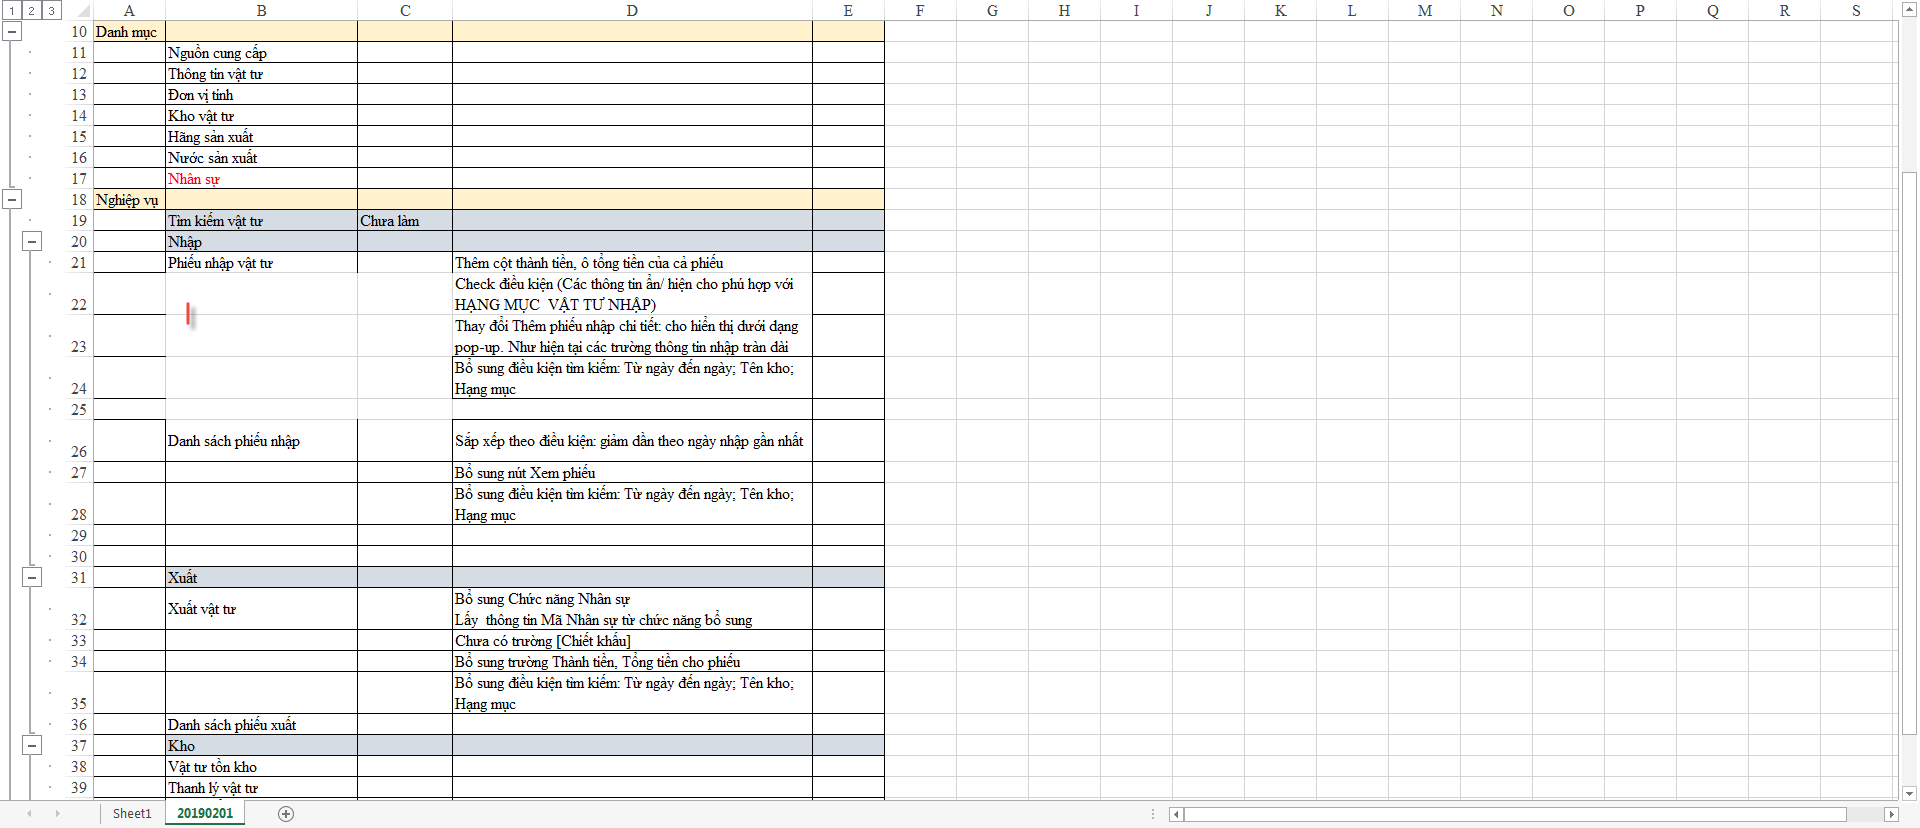 1 2 3 A B C D E F G H I J K L M N O P Q R S
10 Danh mục
11 Nguồn cung cấp
12 Thông tin vật tư
13 Đơn vị tính
14 Kho vật tư
15 Hãng sản xuất
16 Nước sản xuất
17 Nhân sự
18 Nghiệp vụ
19 Tìm kiếm vật tư Chưa làm
20 Nhập
21 Phiếu nhập vật tư Thêm cột thành tiền, ô tổng tiền của cả phiếu
Check điều kiện (Các thông tin ẩn/ hiện cho phù hợp với
22 HẠNG MỤC  VẬT TƯ NHẬP)
Thay đổi Thêm phiếu nhập chi tiết: cho hiển thị dưới dạng
23 pop-up. Như hiện tại các trường thông tin nhập tràn dài
Bổ sung điều kiện tìm kiếm: Từ ngày đến ngày; Tên kho;
24 Hạng mục
25
26 Danh sách phiếu nhập Sắp xếp theo điều kiện: giảm dần theo ngày nhập gần nhất
27 Bổ sung nút Xem phiếu
Bổ sung điều kiện tìm kiếm: Từ ngày đến ngày; Tên kho;
28 Hạng mục
29
30
31 Xuất
Bổ sung Chức năng Nhân sự
32 Xuất vật tư Lấy  thông tin Mã Nhân sự từ chức năng bổ sung
33 Chưa có trường [Chiết khấu]
34 Bổ sung trường Thành tiền, Tổng tiền cho phiếu
Bổ sung điều kiện tìm kiếm: Từ ngày đến ngày; Tên kho;
35 Hạng mục
36 Danh sách phiếu xuất
37 Kho
38 Vật tư tồn kho
39 Thanh lý vật tư
Sheet1 20190201